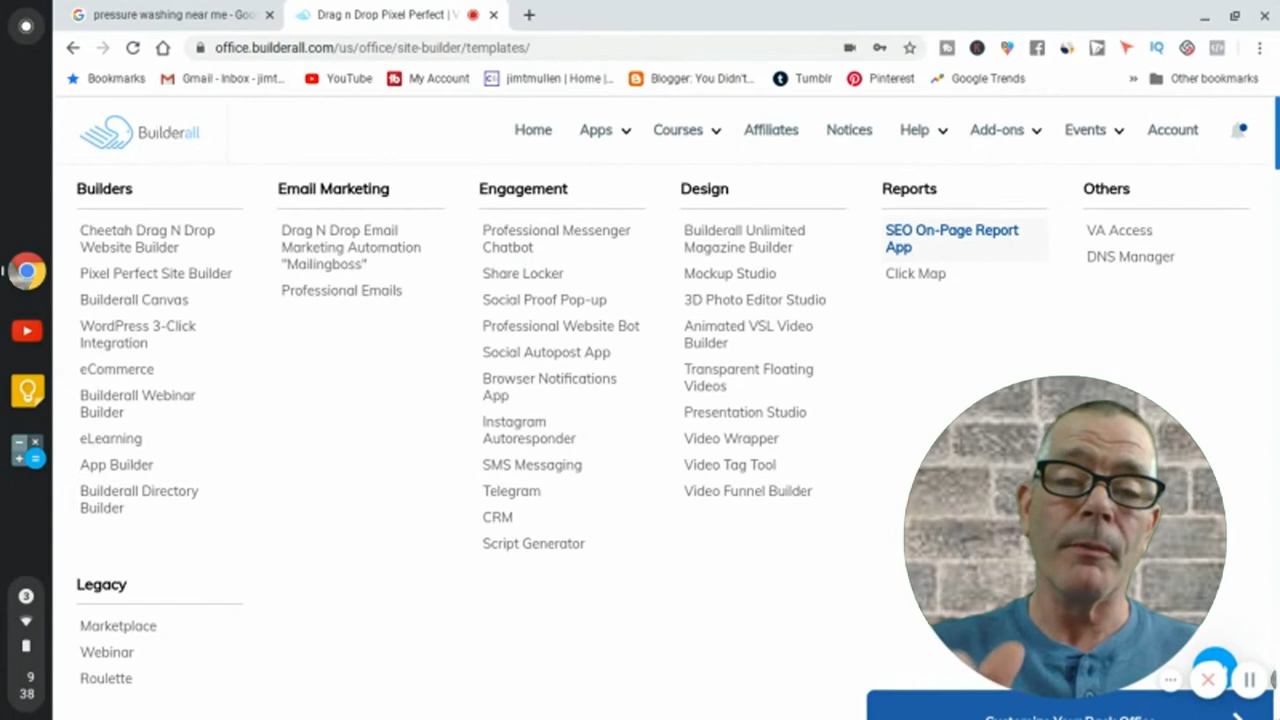 pressure washing near me - Goo
Drag n Drop Pixel Perfect | V
office.builderall.com/us/office/site-builder/templates/
Bookmarks
Gmail - Inbox - jimt...
YouTube
My Account
jimtmullen | Home |...
Blogger: You Didn't...
Tumblr
Pinterest
Google Trends
Other bookmarks
Builderall
Home
Apps
Courses
Affiliates
Notices
Help
Add-ons
Events
Account
Builders
Cheetah Drag N Drop
Website Builder
Pixel Perfect Site Builder
Builderall Canvas
WordPress 3-Click
Integration
eCommerce
Builderall Webinar
Builder
eLearning
App Builder
Builderall Directory
Builder
Email Marketing
Drag N Drop Email
Marketing Automation
"Mailingboss"
Professional Emails
Engagement
Professional Messenger
Chatbot
Share Locker
Social Proof Pop-up
Professional Website Bot
Social Autopost App
Browser Notifications
App
Instagram
Autoresponder
SMS Messaging
Telegram
CRM
Script Generator
Design
Builderall Unlimited
Magazine Builder
Mockup Studio
3D Photo Editor Studio
Animated VSL Video
Builder
Transparent Floating
Videos
Presentation Studio
Video Wrapper
Video Tag Tool
Video Funnel Builder
Reports
SEO On-Page Report
App
Click Map
Others
VA Access
DNS Manager
Legacy
Marketplace
Webinar
Roulette
3
9
38
Customize Your Back Office